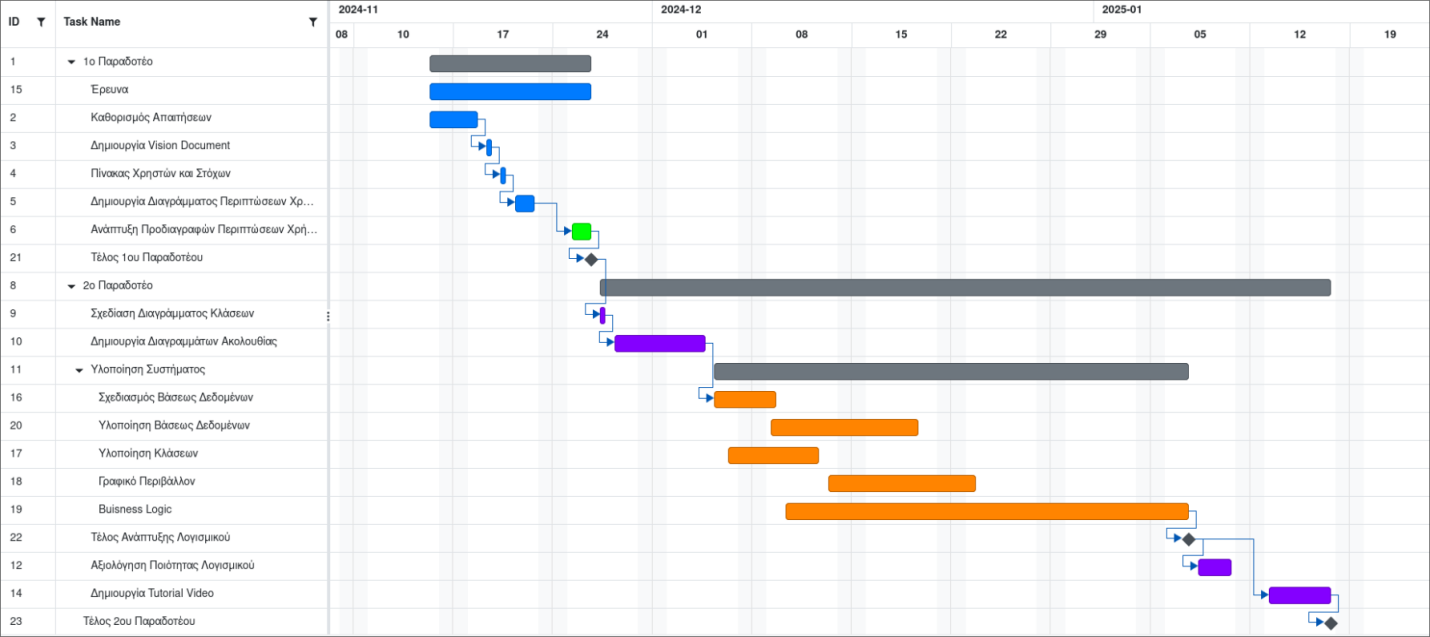 2024-11 2024-12 2025-01
ID Task Name
08 10 17 24 01 08 15 22 29 05 12 19
1 1ο Παραδοτέο
15 Έρευνα
2 Καθορισμός Απαιτήσεων
3 Δημιουργία Vision Document
4 Πίνακας Χρηστών και Στόχων
5 Δημιουργία Διαγράμματος Περιπτώσεων Χρ...
6 Ανάπτυξη Προδιαγραφών Περιπτώσεων Χρή...
21 Τέλος 1ου Παραδοτέου
8 2ο Παραδοτέο
9 Σχεδίαση Διαγράμματος Κλάσεων
10 Δημιουργία Διαγραμμάτων Ακολουθίας
11 Υλοποίηση Συστήματος
16 Σχεδιασμός Βάσεως Δεδομένων
20 Υλοποίηση Βάσεως Δεδομένων
17 Υλοποίηση Κλάσεων
18 Γραφικό Περιβάλλον
19 Buisness Logic
22 Τέλος Ανάπτυξης Λογισμικού
12 Αξιολόγηση Ποιότητας Λογισμικού
14 Δημιουργία Tutorial Video
23 Τέλος 2ου Παραδοτέου